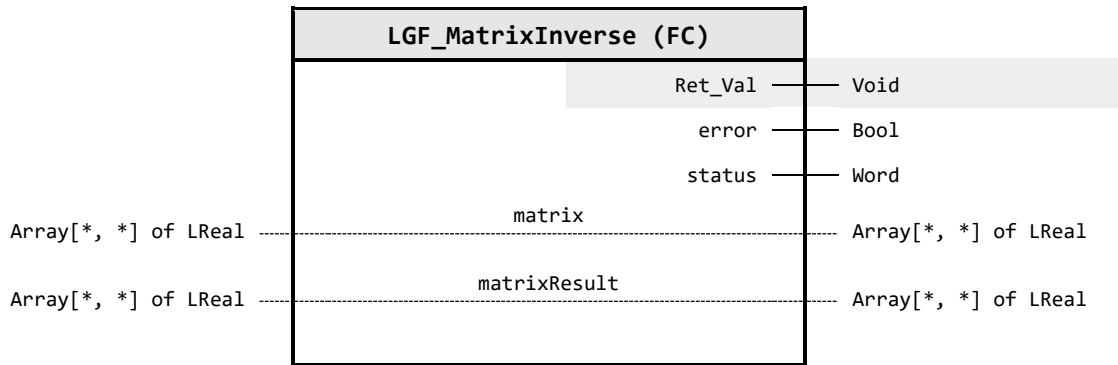 LGF_MatrixInverse (FC)
Ret_Val Void
error Bool
status Word
matrix
Array[*, *] of LReal Array[*, *] of LReal
matrixResult
Array[*, *] of LReal Array[*, *] of LReal